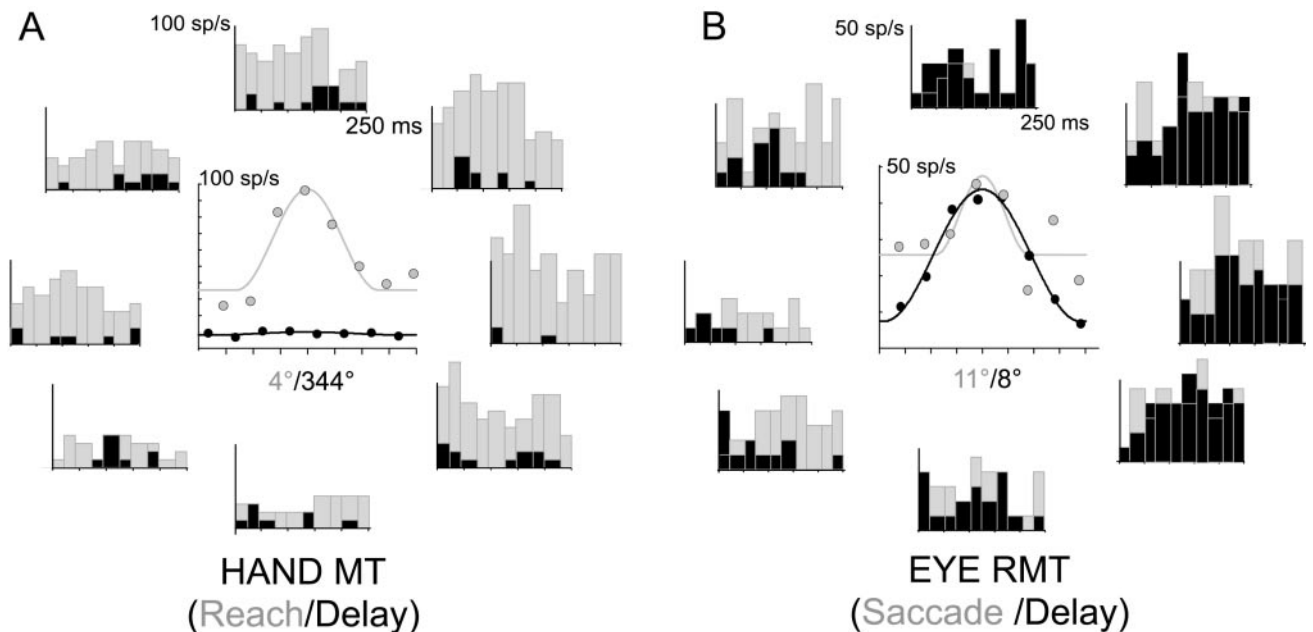 A
100 sp/s
250 ms
100 sp/s
4°/344°
HAND MT
(Reach/Delay)
B
50 sp/s
250 ms
50 sp/s
11°/8°
EYE RMT
(Saccade /Delay)